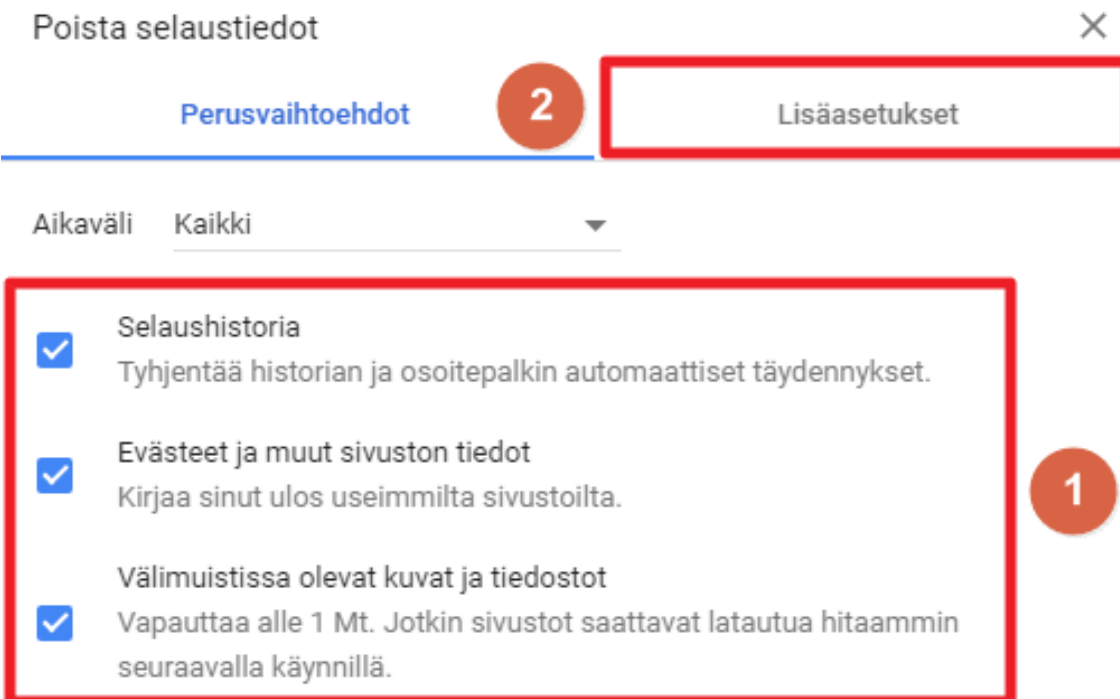 Poista selaustiedot
Perusvaihtoehdot
2
Lisäasetukset
Aikaväli Kaikki
Selaushistoria
Tyhjentää historian ja osoitepalkin automaattiset täydennykset.
Evästeet ja muut sivuston tiedot
Kirjaa sinut ulos useimmilta sivustoilta.
1
Välimuistissa olevat kuvat ja tiedostot
Vapauttaa alle 1 Mt. Jotkin sivustot saattavat latautua hitaammin
seuraavalla käynnillä.